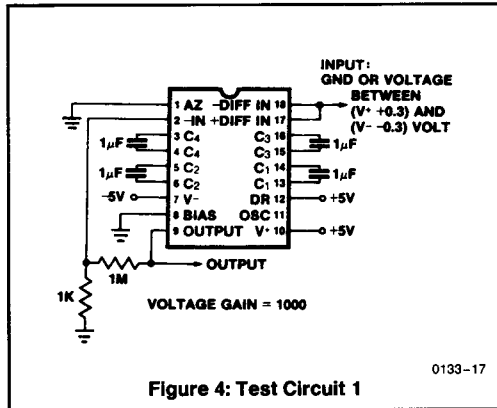 INPUT:
GND OR VOLTAGE
BETWEEN
(V+ +0.3) AND
(V- -0.3) VOLT
1 AZ -DIFF IN 18
2 -IN +DIFF IN 17
1μF 3 C4 C3 16 1μF
4 C4 C3 15
1μF 5 C2 C1 14 1μF
6 C2 C1 13
-5V 7 V- DR 12 +5V
8 BIAS OSC 11
9 OUTPUT V+ 10 +5V
1M OUTPUT
1K
VOLTAGE GAIN = 1000
0133-17
Figure 4: Test Circuit 1